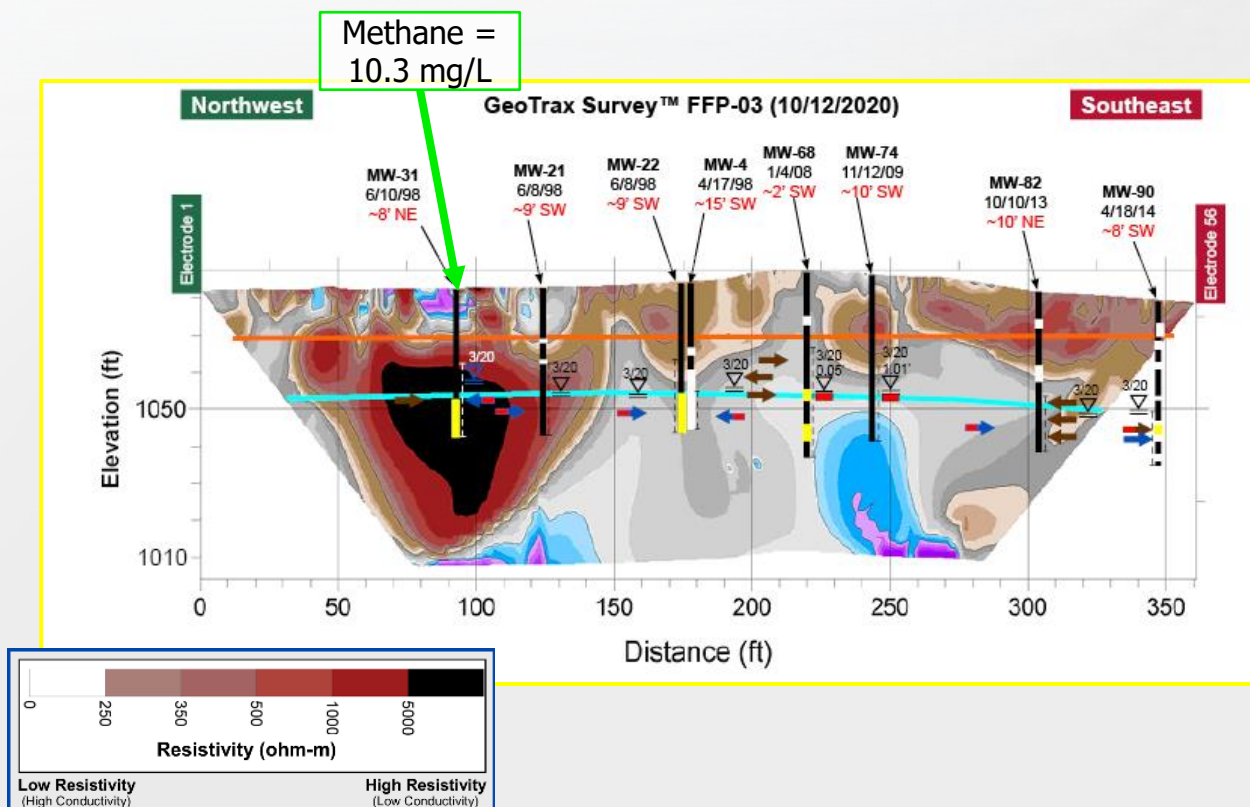 Methane =
10.3 mg/L
Northwest
GeoTrax Survey™ FFP-03 (10/12/2020)
Southeast
MW-31
6/10/98
~8' NE
MW-21
6/8/98
~9' SW
MW-22
6/8/98
~9' SW
MW-4
4/17/98
~15' SW
MW-68
1/4/08
~2' SW
MW-74
11/12/09
~10' SW
MW-82
10/10/13
~10' NE
MW-90
4/18/14
~8' SW
Electrode 1
Electrode 56
3/20
3/20
3/20
3/20
3/20
0.05'
3/20
1.01'
3/20
3/20
Elevation (ft)
1050
1010
0
50
100
150
200
250
300
350
Distance (ft)
0
250
350
500
1000
5000
Resistivity (ohm-m)
Low Resistivity
(High Conductivity)
High Resistivity
(Low Conductivity)